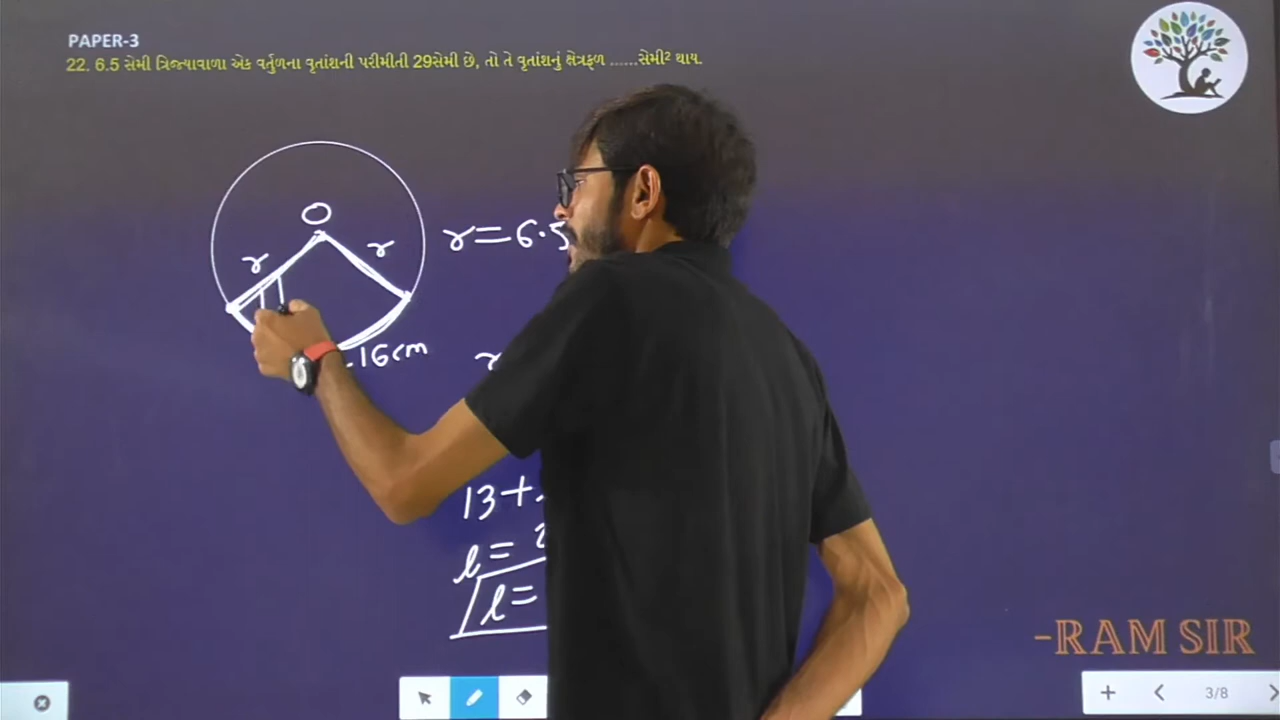 PAPER-3
22. 6.5 સેમી ત્રિજ્યાવાળા એક વર્તુળના વૃતાંશની પરીમીતી 29સેમી છે, તો તે વૃતાંશનું ક્ષેત્રફળ ......સેમી² થાય.
O
r
r
r=6.5
16cm
r
13+
l= 2
l=
-RAM SIR
3/8